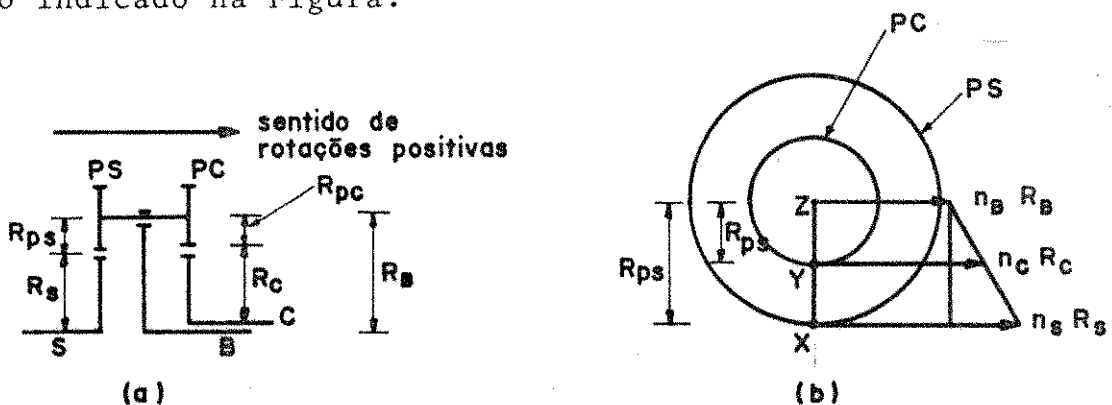 o indicado na Figura.
sentido de
rotações positivas
PS
PC
Rpc
Rps
Rs
Rc
RB
C
S
B
(a)
PC
PS
Z
nB RB
Rps
Rps
nC RC
Y
ns Rs
X
(b)